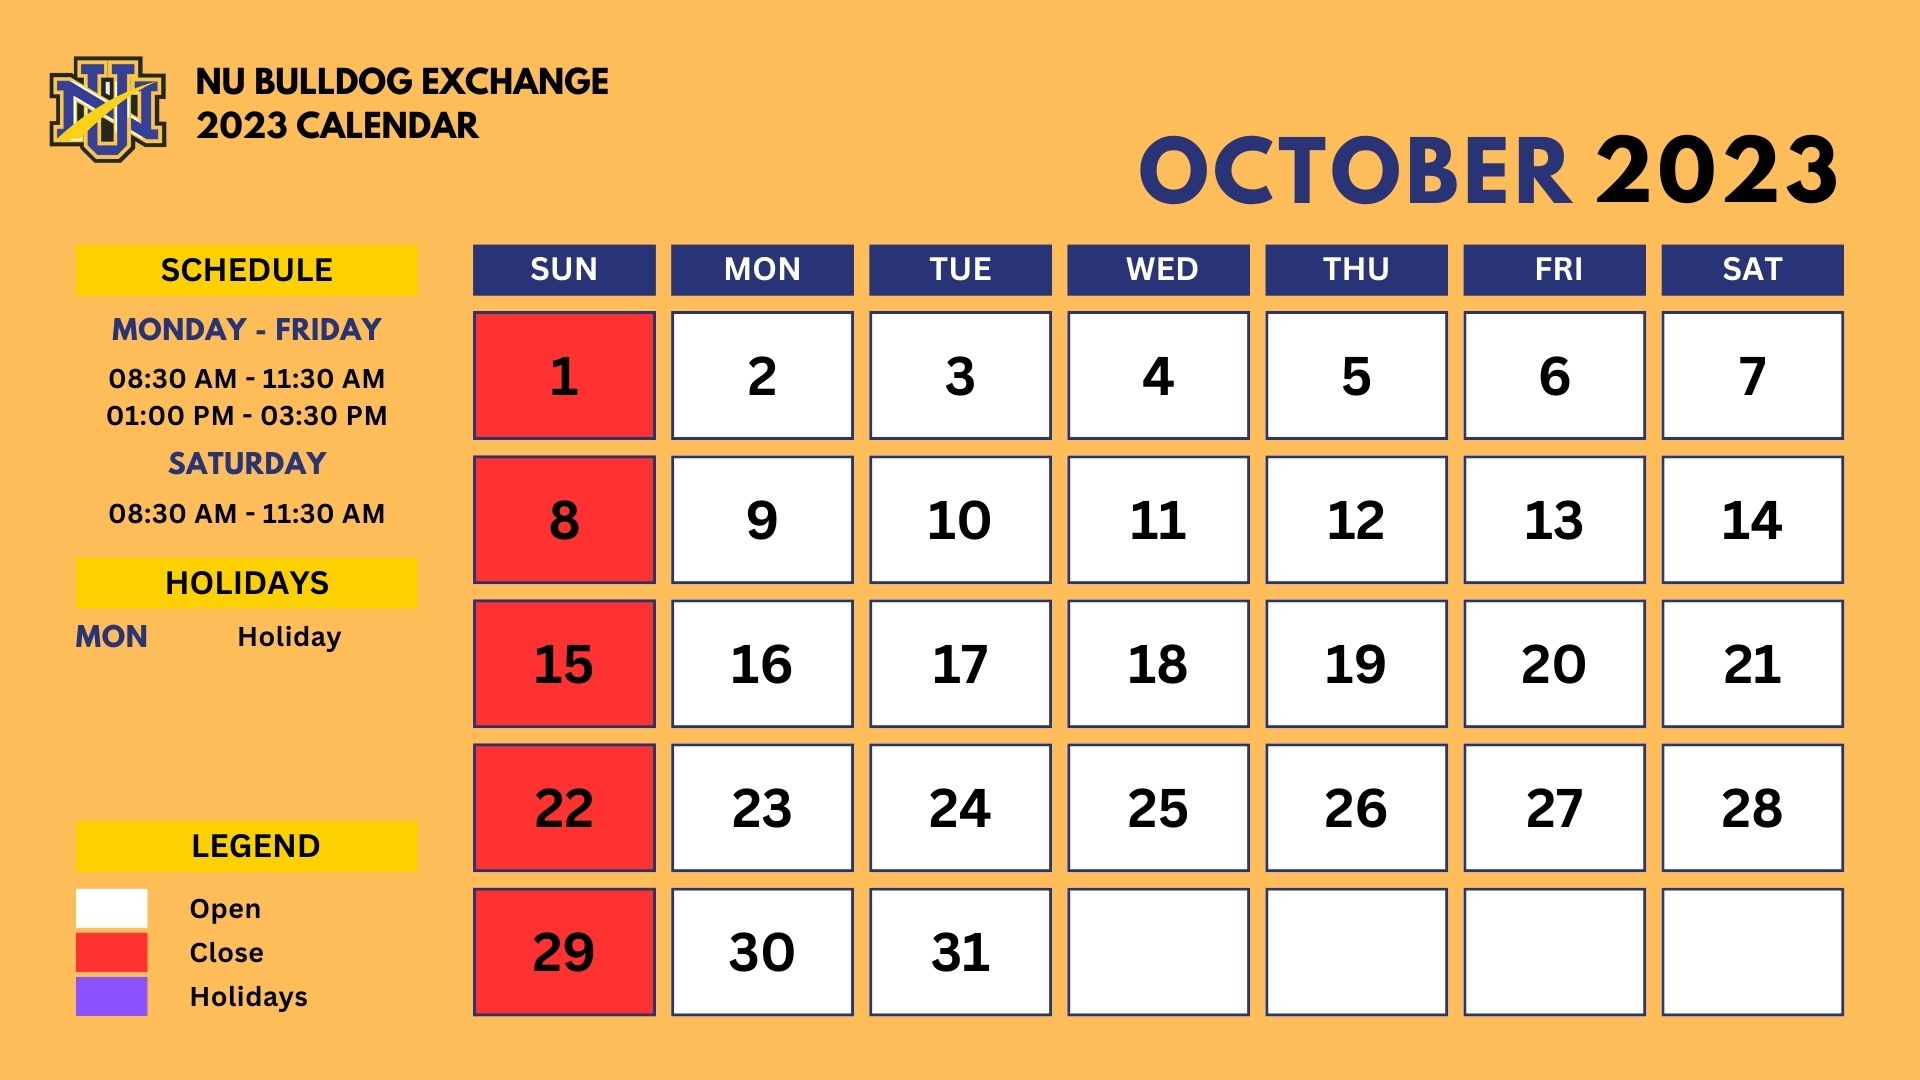 NU
NU BULLDOG EXCHANGE
2023 CALENDAR
OCTOBER 2023
SCHEDULE
MONDAY - FRIDAY
08:30 AM - 11:30 AM
01:00 PM - 03:30 PM
SATURDAY
08:30 AM - 11:30 AM
HOLIDAYS
MON Holiday
LEGEND
Open
Close
Holidays
SUN MON TUE WED THU FRI SAT
1 2 3 4 5 6 7
8 9 10 11 12 13 14
15 16 17 18 19 20 21
22 23 24 25 26 27 28
29 30 31